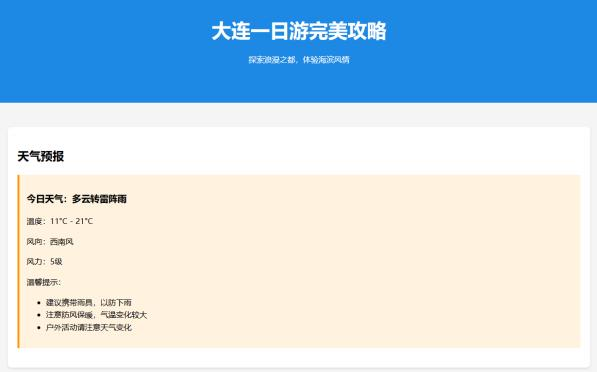 大连一日游完美攻略
探索浪漫之都，体验海滨风情
天气预报
今日天气：多云转雷阵雨
温度：11°C - 21°C
风向：西南风
风力：5级
温馨提示：
建议携带雨具，以防下雨
注意防风保暖，气温变化较大
户外活动请注意天气变化